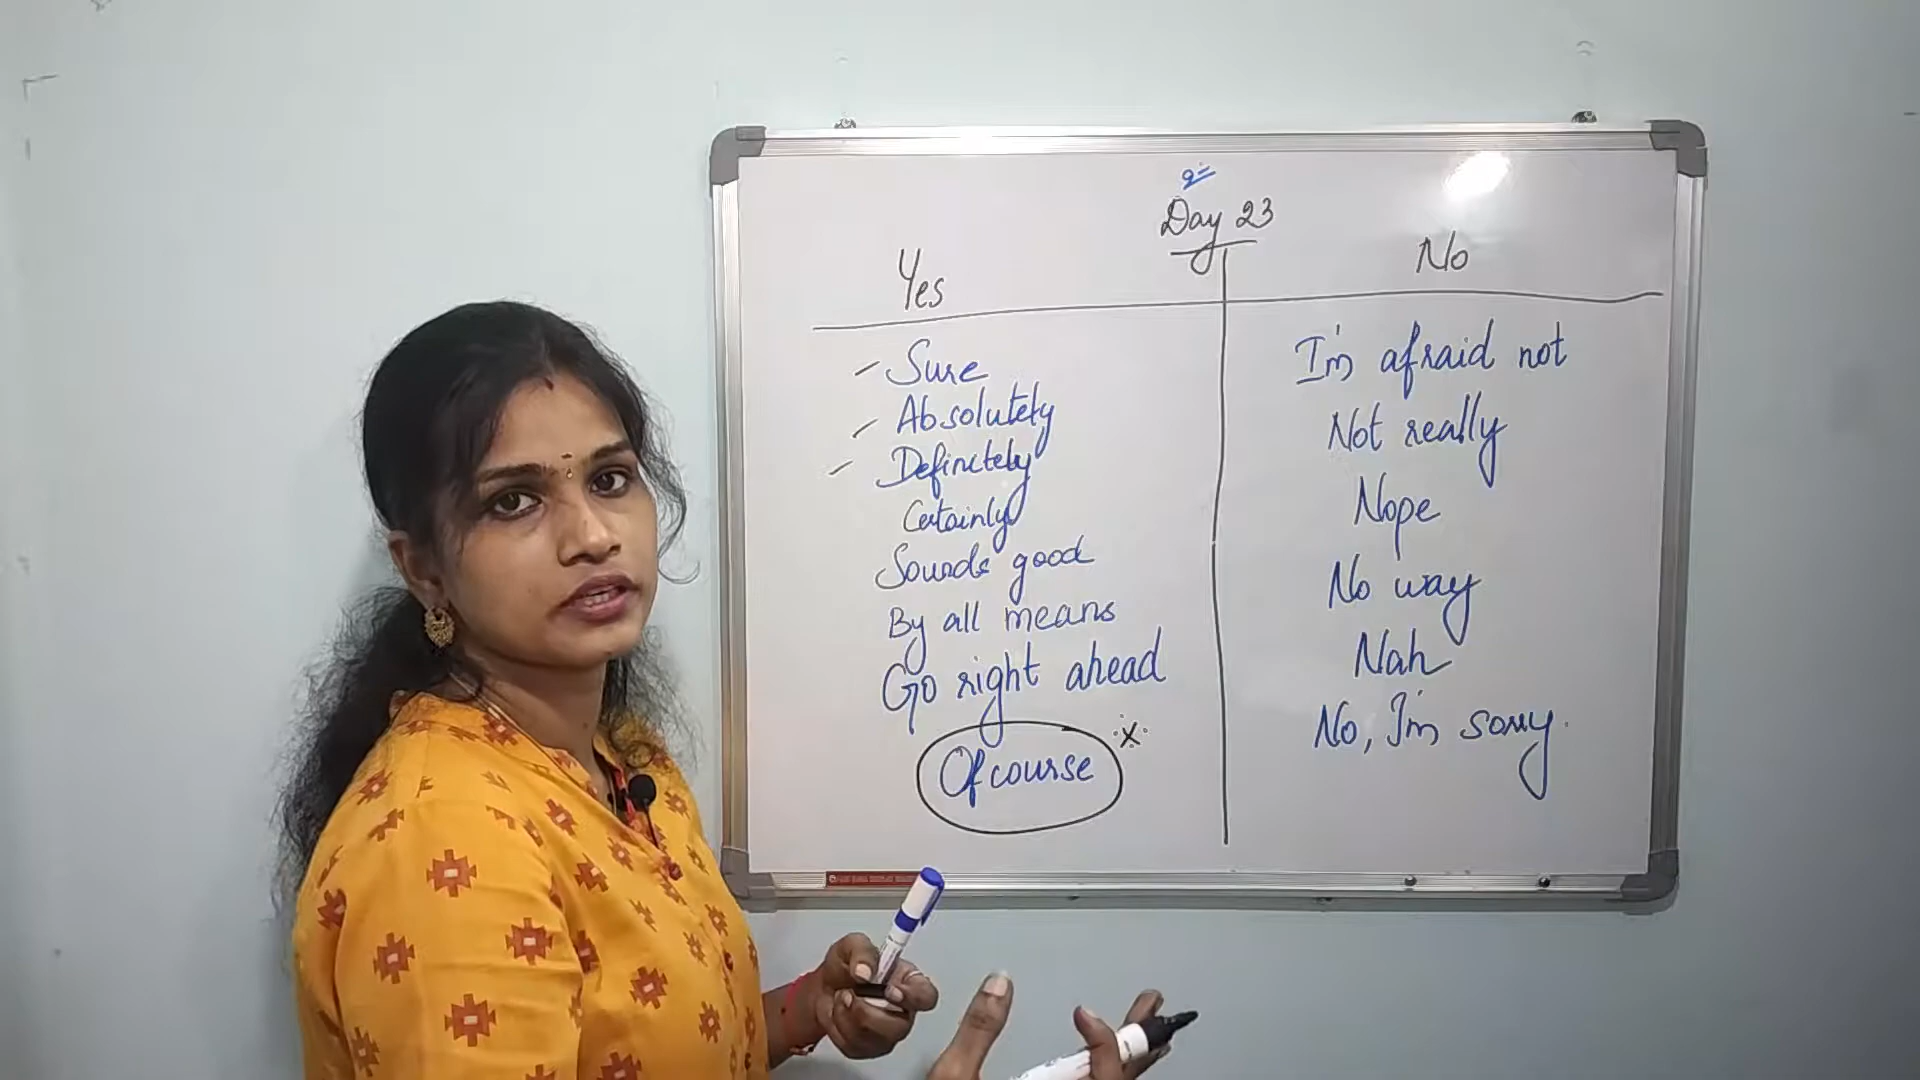 Day 23
Yes
Sure
Absolutely
Definitely
Certainly
Sounds good
By all means
Go right ahead
Of course
No
I'm afraid not
Not really
Nope
No way
Nah
No, I'm sorry.